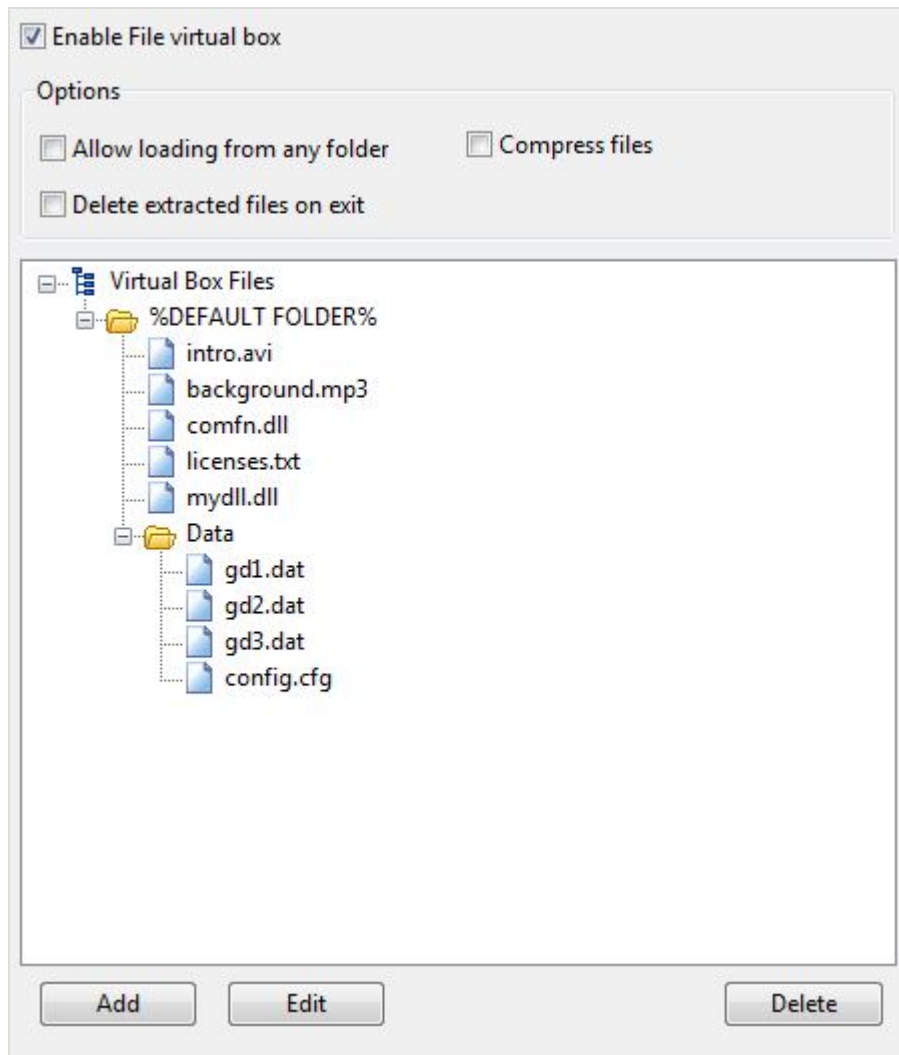 Enable File virtual box
Options
Allow loading from any folder
Compress files
Delete extracted files on exit
Virtual Box Files
%DEFAULT FOLDER%
intro.avi
background.mp3
comfn.dll
licenses.txt
mydll.dll
Data
gd1.dat
gd2.dat
gd3.dat
config.cfg
Add
Edit
Delete